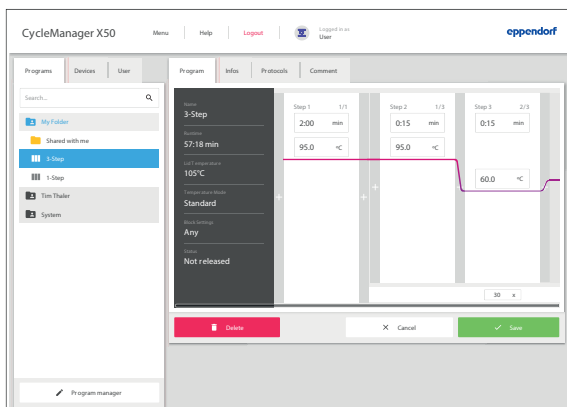 CycleManager X50
Menu
Help
Logout
Logged in as
User
eppendorf
Programs
Devices
User
Search...
My Folder
Shared with me
3-Step
1-Step
Tim Thaler
System
Program manager
Program
Infos
Protocols
Comment
Name
3-Step
Runtime
57:18 min
Lid Temperature
105°C
Temperature Mode
Standard
Block Settings
Any
Status
Not released
Step 1 1/1
2:00 min
95.0 °C
Step 2 1/3
0:15 min
95.0 °C
Step 3 2/3
0:15 min
60.0 °C
30 x
Delete
Cancel
Save